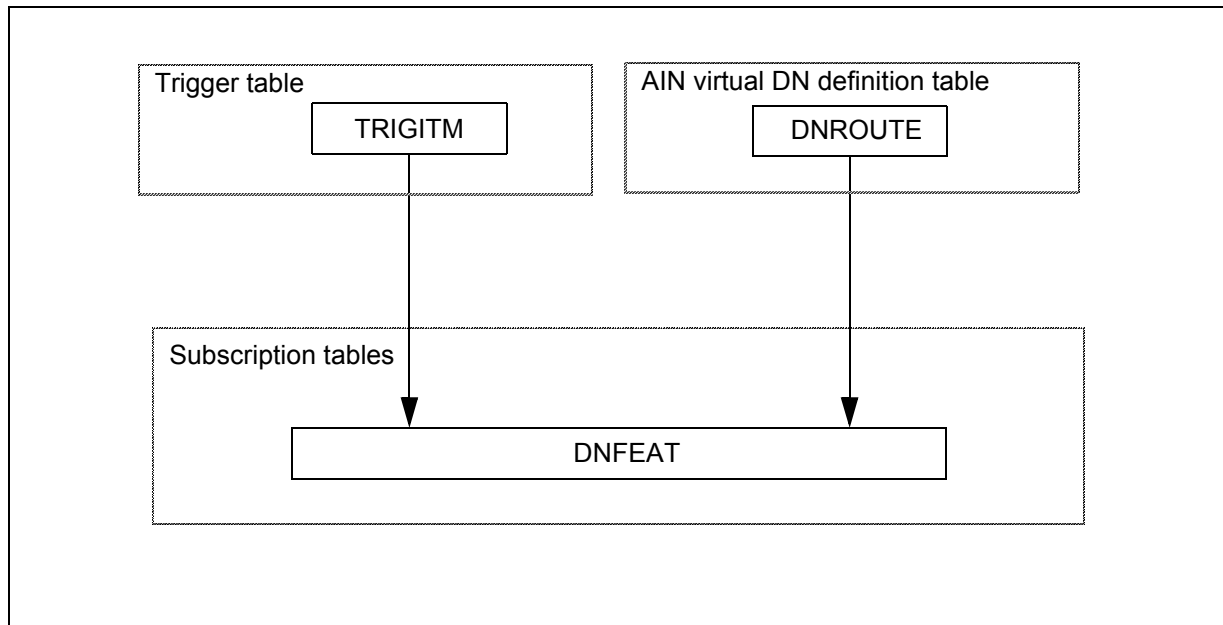 Trigger table
TRIGITM
AIN virtual DN definition table
DNROUTE
Subscription tables
DNFEAT